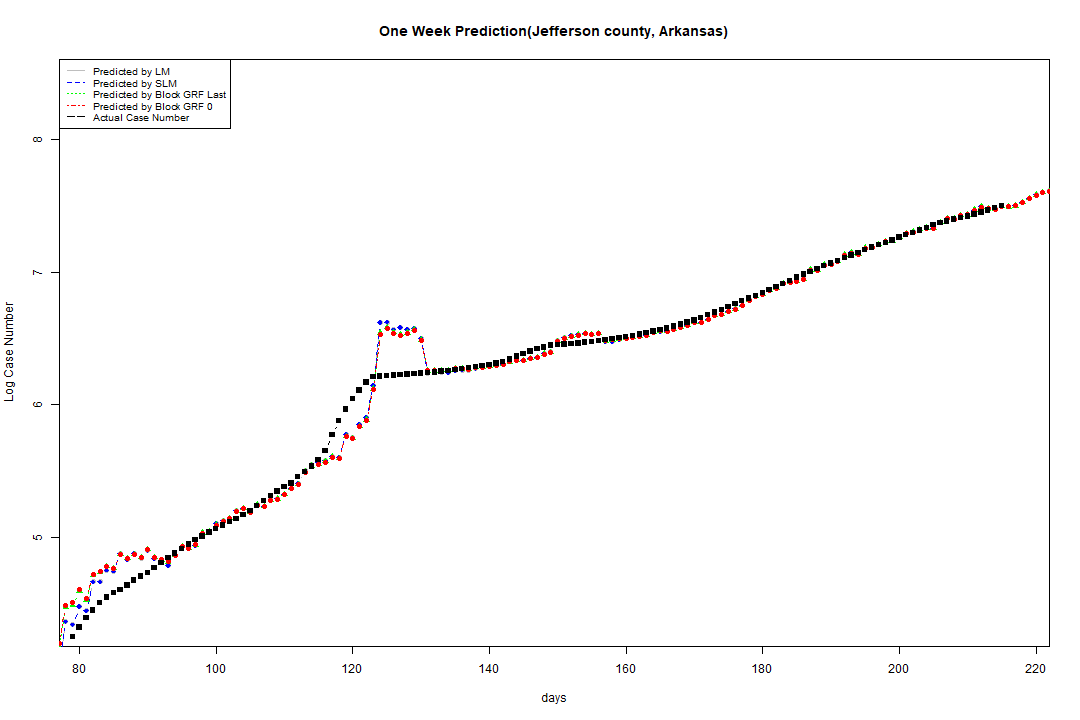 One Week Prediction(Jefferson county, Arkansas)
Predicted by LM
Predicted by SLM
Predicted by Block GRF Last
Predicted by Block GRF 0
Actual Case Number
8
7
6
5
Log Case Number
80 100 120 140 160 180 200 220
days